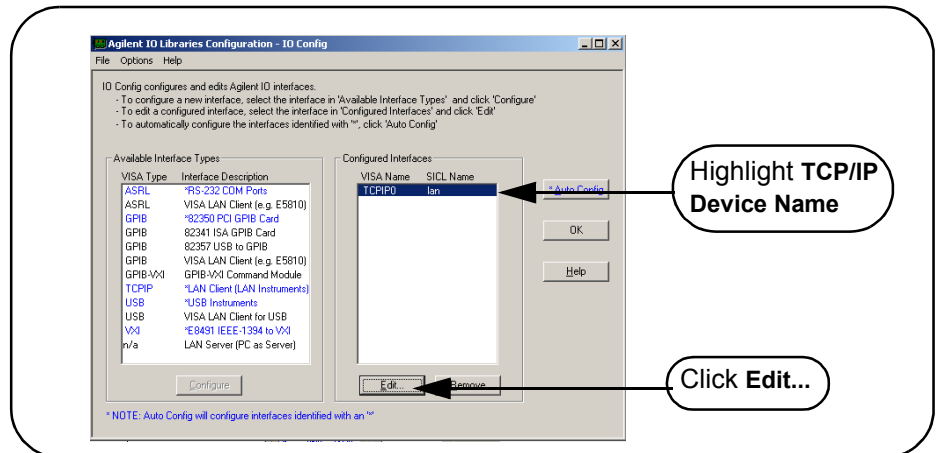 Agilent IO Libraries Configuration - IO Config
File Options Help
IO Config configures and edits Agilent IO interfaces.
- To configure a new interface, select the interface in 'Available Interface Types' and click 'Configure'
- To edit a configured interface, select the interface in 'Configured Interfaces' and click 'Edit'
- To automatically configure the interfaces identified with '*', click 'Auto Config'
Available Interface Types
VISA Type Interface Description
ASRL *RS-232 COM Ports
ASRL VISA LAN Client (e.g. E5810)
GPIB *82350 PCI GPIB Card
GPIB 82341 ISA GPIB Card
GPIB 82357 USB to GPIB
GPIB VISA LAN Client (e.g. E5810)
GPIB-VXI GPIB-VXI Command Module
TCPIP *LAN Client (LAN Instruments)
USB *USB Instruments
USB VISA LAN Client for USB
VXI *E8491 IEEE-1394 to VXI
n/a LAN Server (PC as Server)
Configure
Configured Interfaces
VISA Name SICL Name
TCPIP0 lan
Edit... Remove
* Auto Config
OK
Help
* NOTE: Auto Config will configure interfaces identified with an '*'
Highlight TCP/IP
Device Name
Click Edit...